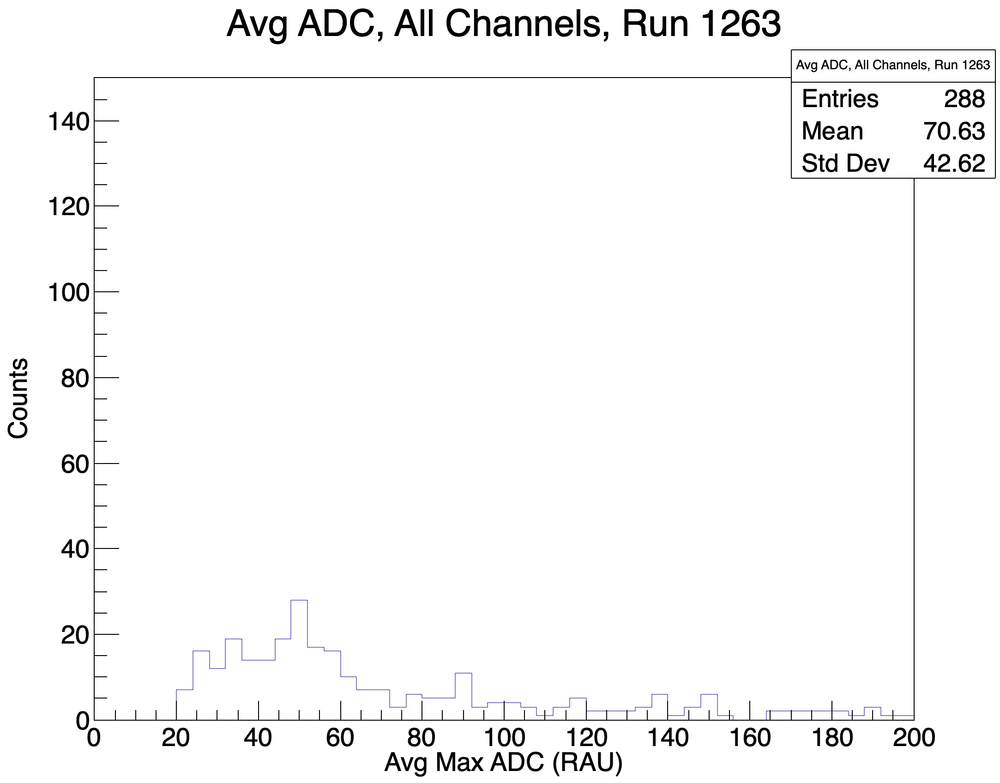 Avg ADC, All Channels, Run 1263
Avg ADC, All Channels, Run 1263
Entries 288
Mean 70.63
Std Dev 42.62
140
120
100
80
60
40
20
0
Counts
0 20 40 60 80 100 120 140 160 180 200
Avg Max ADC (RAU)